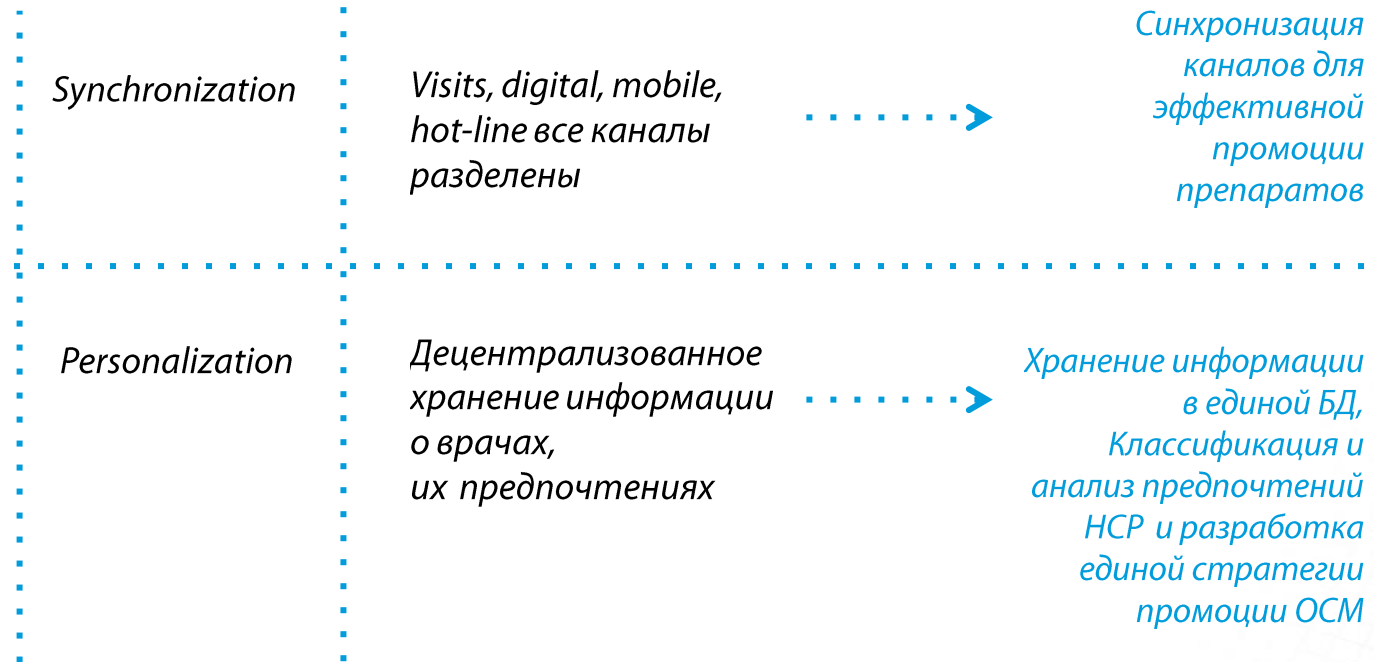 Synchronization
Visits, digital, mobile,
hot-line все каналы
разделены
Синхронизация
каналов для
эффективной
промоции
препаратов
Personalization
Децентрализованное
хранение информации
о врачах,
их предпочтениях
Хранение информации
в единой БД,
Классификация и
анализ предпочтений
HCP и разработка
единой стратегии
промоции OCM